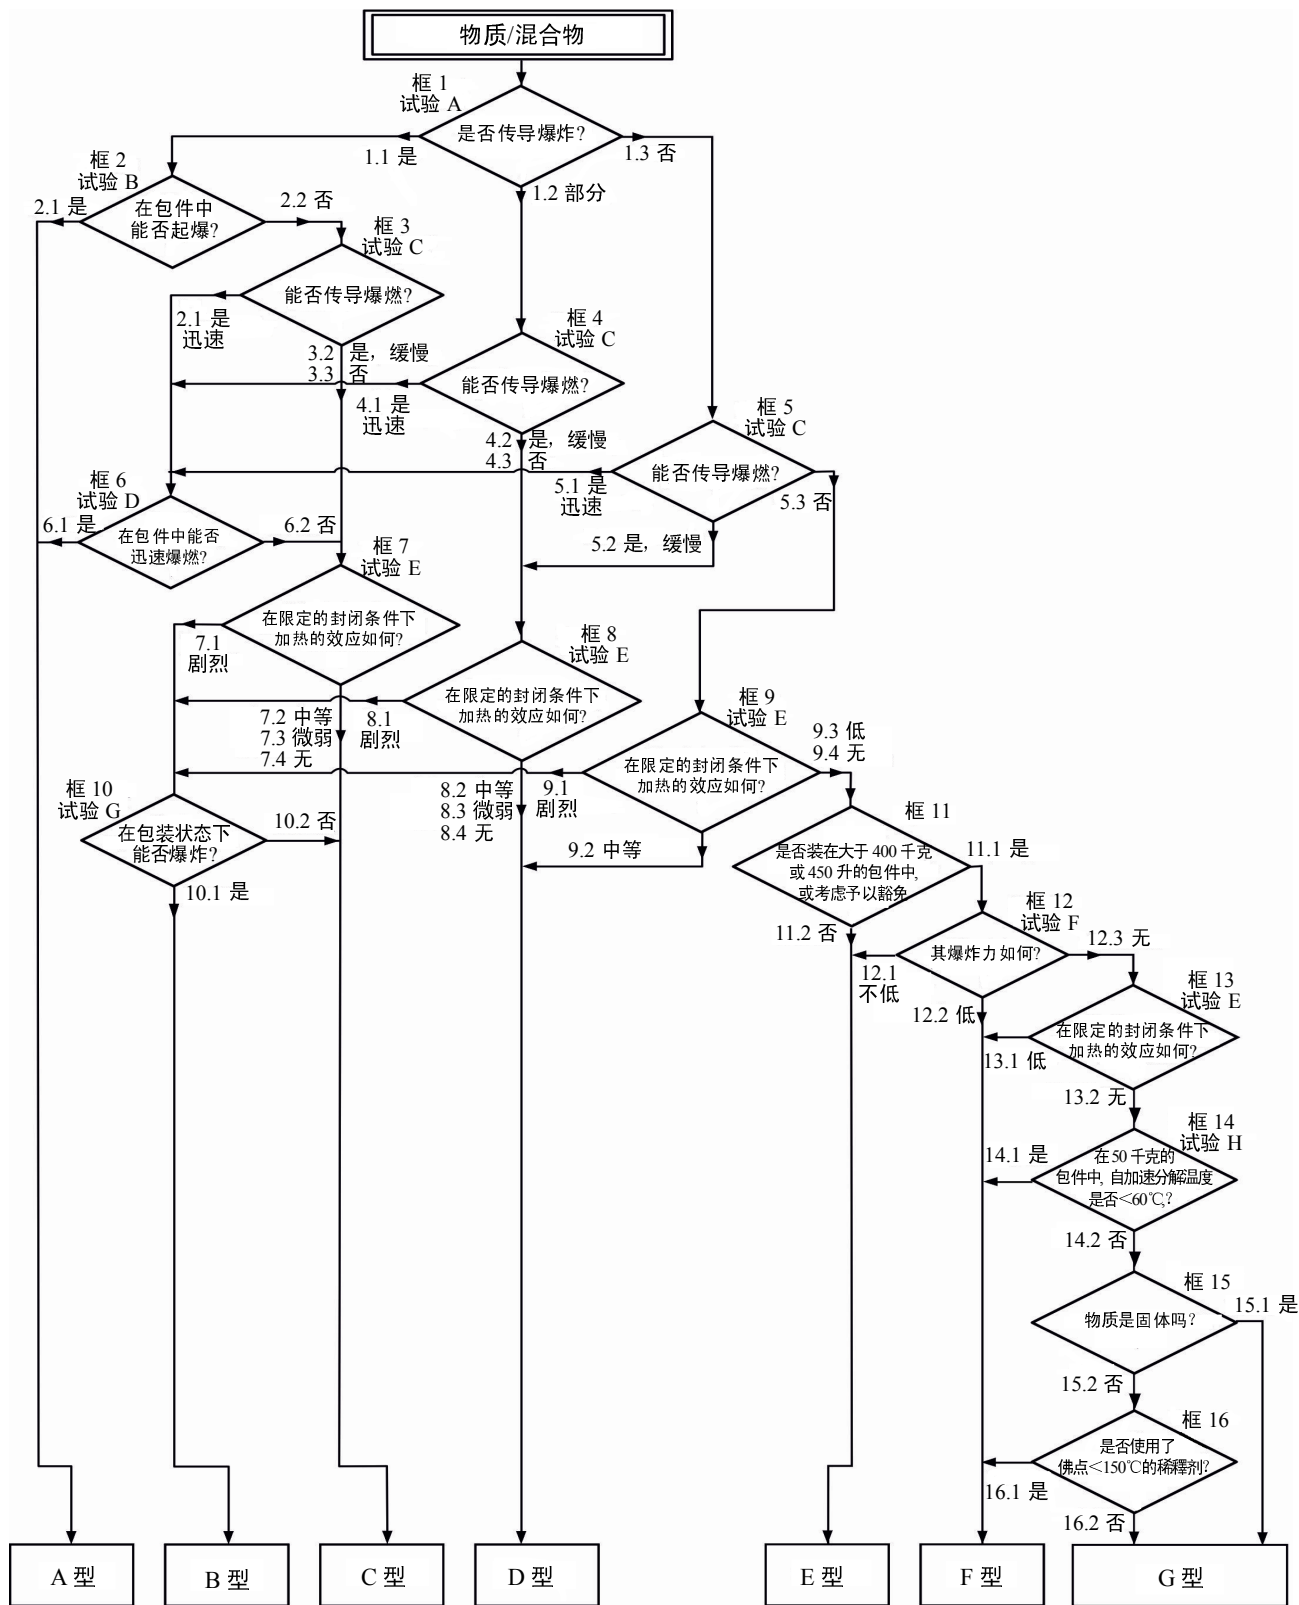 物质/混合物
框 1
试验 A
是否传导爆炸?
1.1 是
1.3 否
框 2
试验 B
1.2 部分
2.1 是
在包件中
能否起爆?
2.2 否
框 3
试验 C
能否传导爆燃?
2.1 是
迅速
框 4
试验 C
3.2 是，缓慢
3.3 否
能否传导爆燃?
4.1 是
迅速
框 5
试验 C
4.2 是，缓慢
4.3 否
能否传导爆燃?
5.1 是
迅速
5.3 否
框 6
试验 D
6.1 是
在包件中能否
迅速爆燃?
6.2 否
5.2 是，缓慢
框 7
试验 E
在限定的封闭条件下
加热的效应如何?
7.1
剧烈
框 8
试验 E
在限定的封闭条件下
加热的效应如何?
7.2 中等
7.3 微弱
7.4 无
8.1
剧烈
框 9
试验 E
9.3 低
9.4 无
在限定的封闭条件下
加热的效应如何?
8.2 中等
8.3 微弱
8.4 无
9.1
剧烈
框 10
试验 G
在包装状态下
能否爆炸?
10.2 否
框 11
9.2 中等
是否装在大于 400 千克
或 450 升的包件中,
或考虑予以豁免
11.1 是
10.1 是
框 12
试验 F
11.2 否
其爆炸力如何?
12.3 无
12.1
不低
12.2 低
框 13
试验 E
在限定的封闭条件下
加热的效应如何?
13.1 低
13.2 无
框 14
试验 H
14.1 是
在50 千克的
包件中, 自加速分解温度
是否<60℃,?
14.2 否
框 15
物质是固体吗?
15.1 是
15.2 否
框 16
是否使用了
佛点<150℃的稀釋剂?
16.1 是
16.2 否
A 型
B 型
C 型
D 型
E 型
F 型
G 型